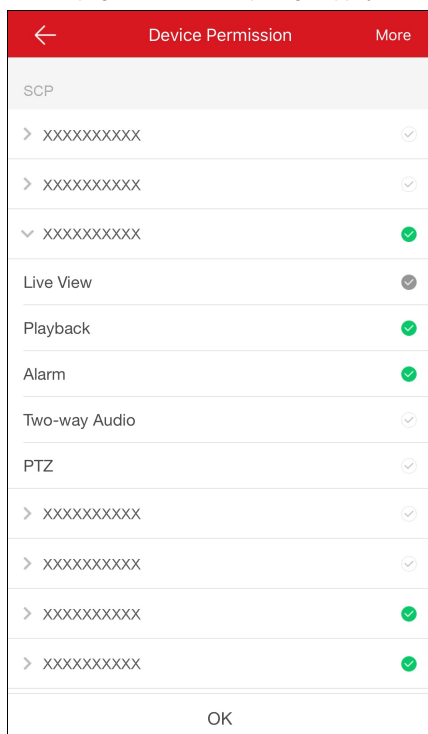 Device Permission More
SCP
XXXXXXXXXX
XXXXXXXXXX
XXXXXXXXXX
Live View
Playback
Alarm
Two-way Audio
PTZ
XXXXXXXXXX
XXXXXXXXXX
XXXXXXXXXX
XXXXXXXXXX
OK